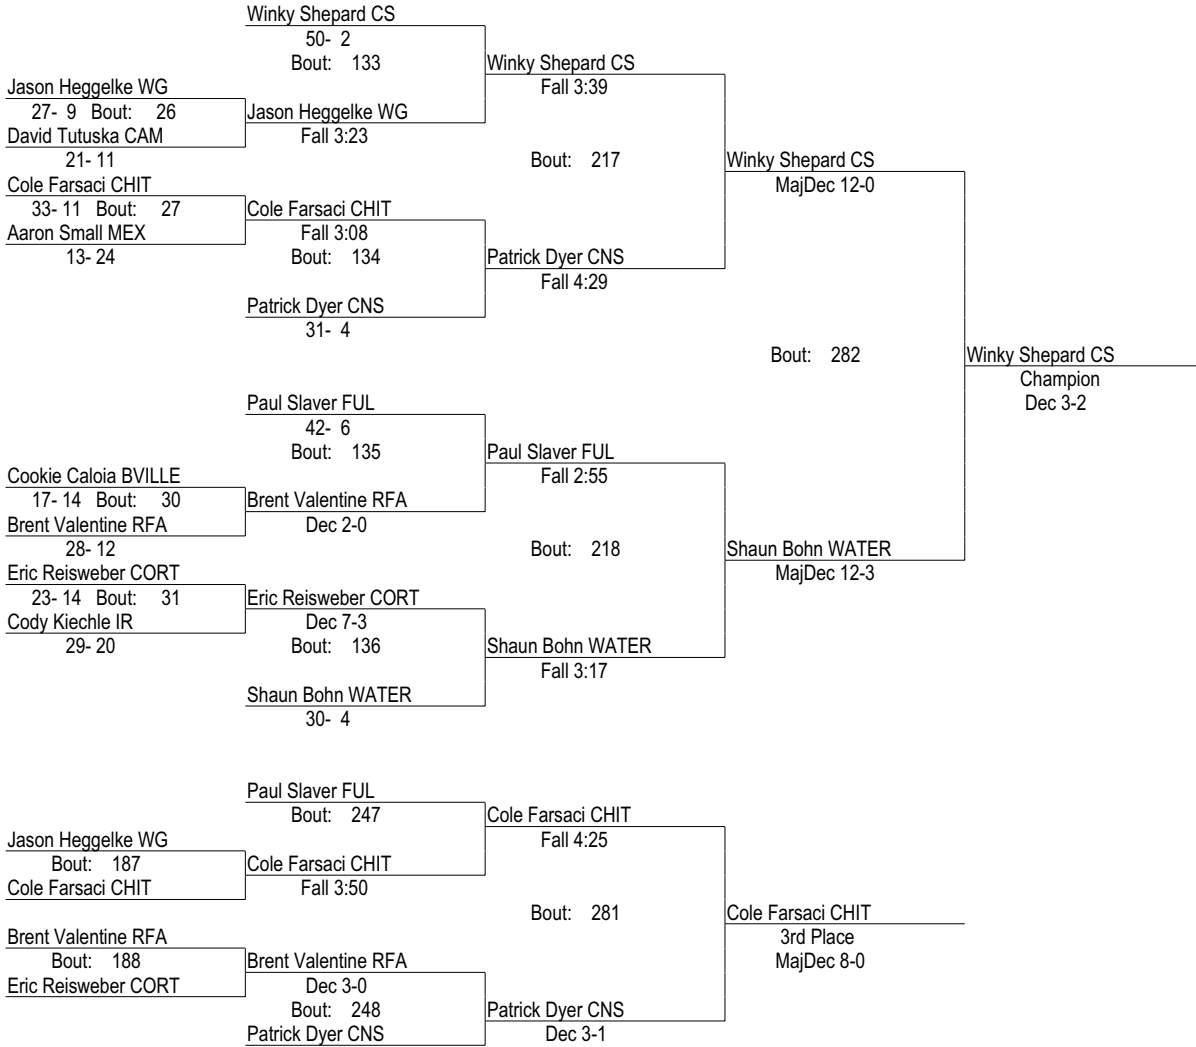 Winky Shepard CS
50- 2
Bout: 133
Winky Shepard CS
Jason Heggelke WG
Fall 3:39
27- 9 Bout: 26
Jason Heggelke WG
David Tutuska CAM
Fall 3:23
21- 11
Bout: 217
Winky Shepard CS
Cole Farsaci CHIT
MajDec 12-0
33- 11 Bout: 27
Cole Farsaci CHIT
Aaron Small MEX
Fall 3:08
13- 24
Bout: 134
Patrick Dyer CNS
Fall 4:29
Patrick Dyer CNS
31- 4
Bout: 282
Winky Shepard CS
Champion
Dec 3-2
Paul Slaver FUL
42- 6
Bout: 135
Paul Slaver FUL
Cookie Caloia BVILLE
Fall 2:55
17- 14 Bout: 30
Brent Valentine RFA
Brent Valentine RFA
Dec 2-0
28- 12
Bout: 218
Shaun Bohn WATER
Eric Reisweber CORT
MajDec 12-3
23- 14 Bout: 31
Eric Reisweber CORT
Cody Kiechle IR
Dec 7-3
29- 20
Bout: 136
Shaun Bohn WATER
Fall 3:17
Shaun Bohn WATER
30- 4
Paul Slaver FUL
Bout: 247
Cole Farsaci CHIT
Jason Heggelke WG
Fall 4:25
Bout: 187
Cole Farsaci CHIT
Cole Farsaci CHIT
Fall 3:50
Bout: 281
Cole Farsaci CHIT
Brent Valentine RFA
3rd Place
Bout: 188
Brent Valentine RFA
MajDec 8-0
Eric Reisweber CORT
Dec 3-0
Bout: 248
Patrick Dyer CNS
Patrick Dyer CNS
Dec 3-1